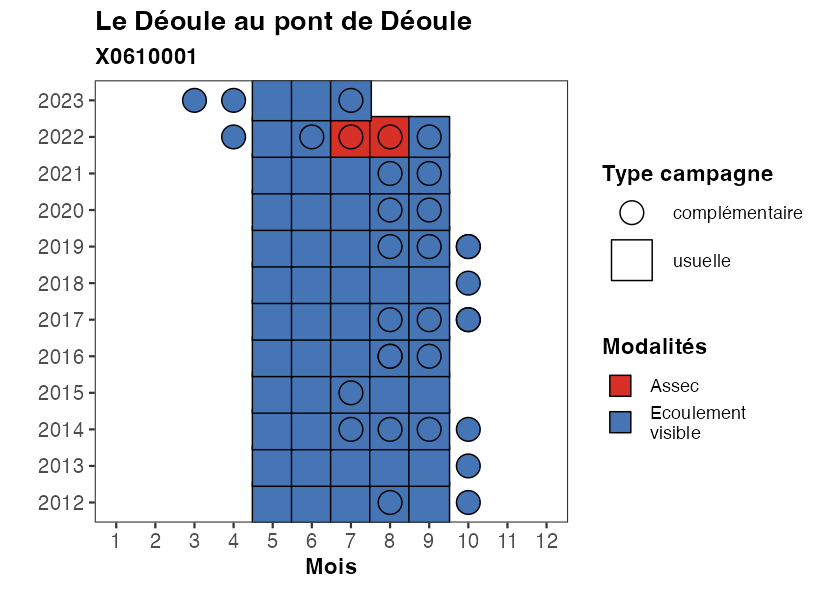 Le Déoule au pont de Déoule
X0610001
2023
2022
2021
2020
2019
2018
2017
2016
2015
2014
2013
2012
1 2 3 4 5 6 7 8 9 10 11 12
Mois
Type campagne
complémentaire
usuelle
Modalités
Assec
Ecoulement
visible